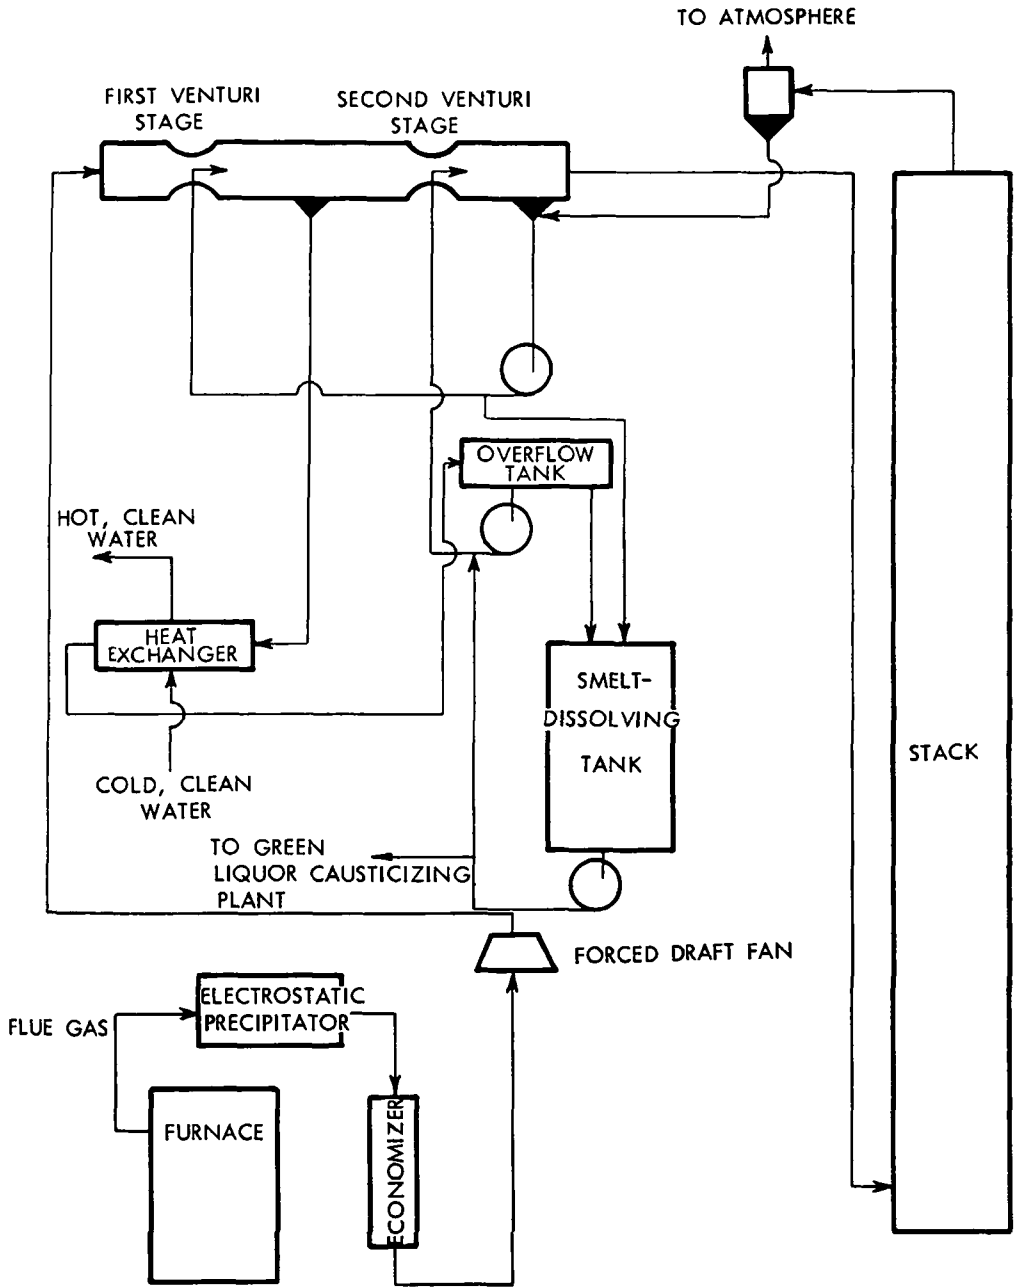 TO ATMOSPHERE
FIRST VENTURI
STAGE
SECOND VENTURI
STAGE
OVERFLOW
TANK
HOT, CLEAN
WATER
HEAT
EXCHANGER
SMELT-
DISSOLVING
TANK
STACK
COLD, CLEAN
WATER
TO GREEN
LIQUOR CAUSTICIZING
PLANT
FORCED DRAFT FAN
ELECTROSTATIC
PRECIPITATOR
FLUE GAS
FURNACE
ECONOMIZER